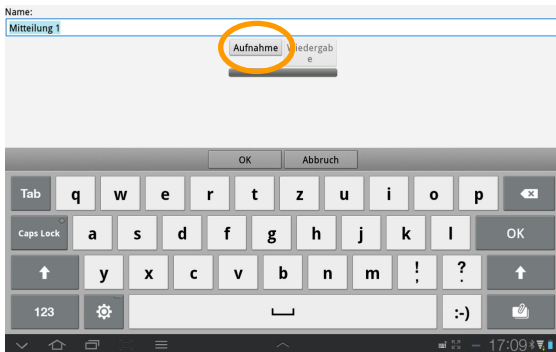 Name:
Mitteilung 1
Aufnahme Wiedergab
e
OK Abbruch
Tab q w e r t z u i o p
Caps Lock a s d f g h j k l OK
y x c v b n m ! , ? .
123 :-)
17:09